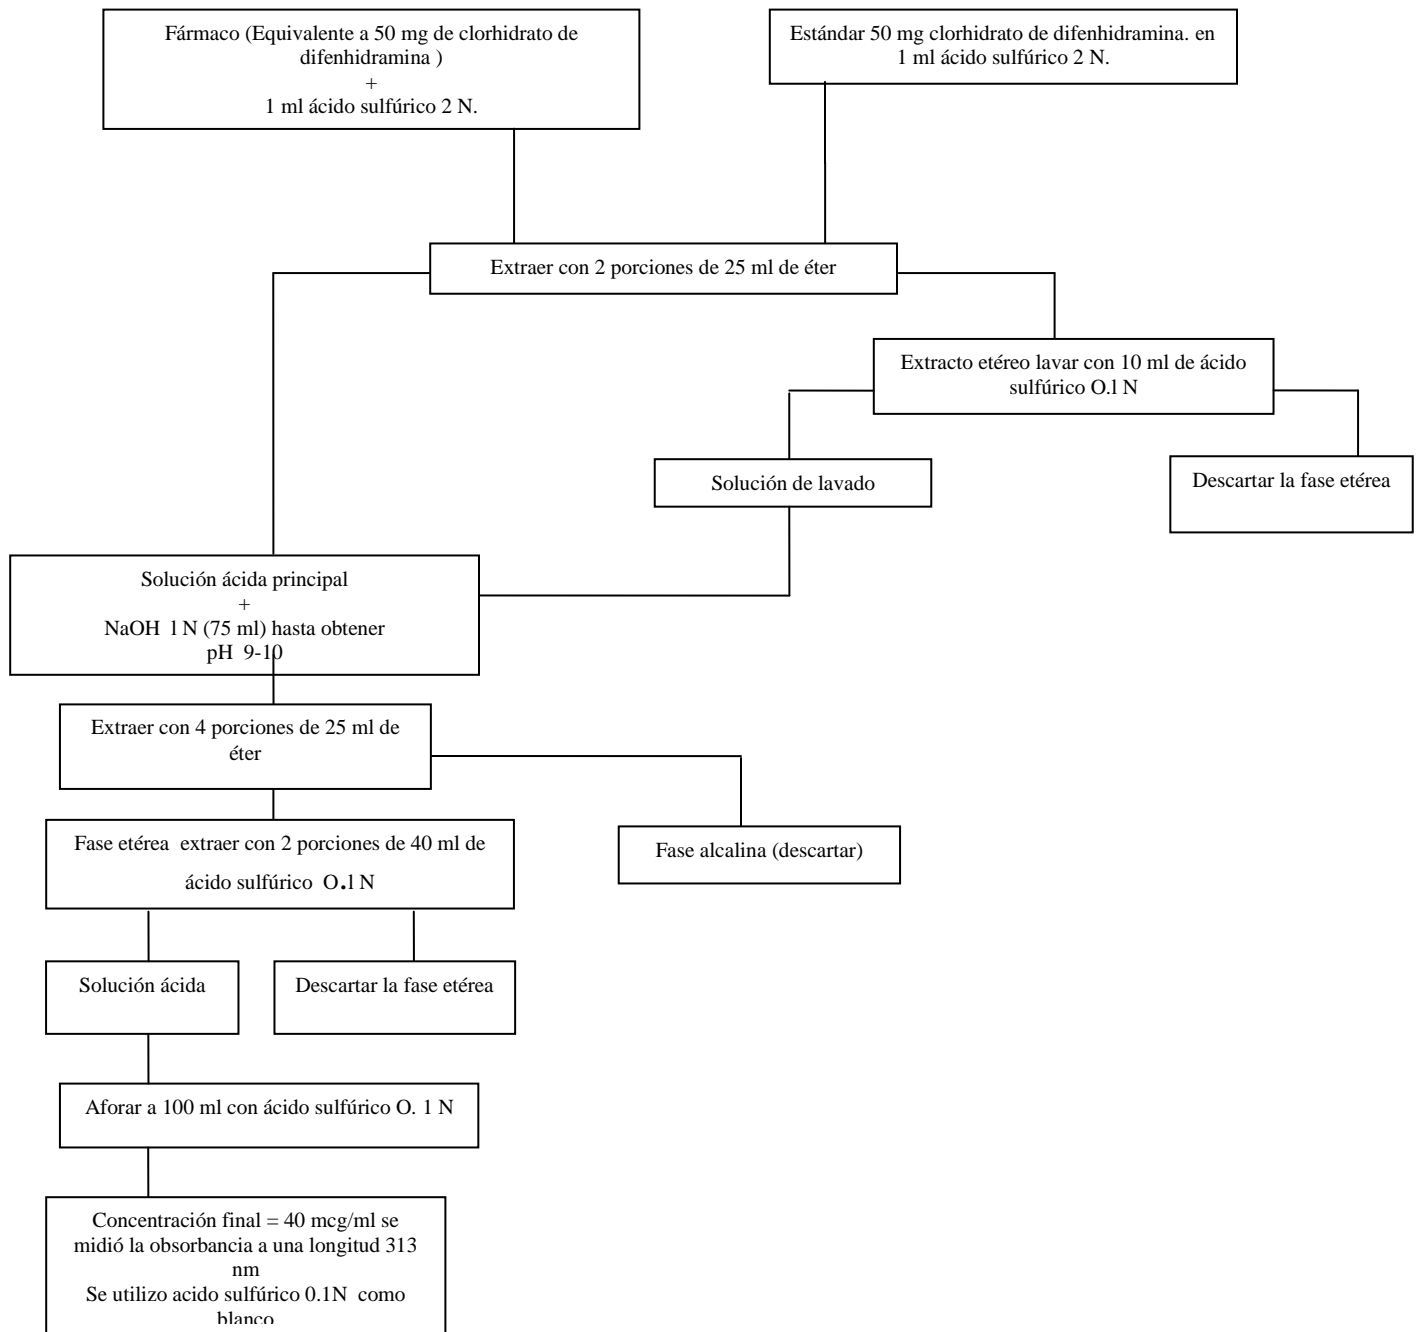 Fármaco (Equivalente a 50 mg de clorhidrato de
difenhidramina )
+
1 ml ácido sulfúrico 2 N.
Estándar 50 mg clorhidrato de difenhidramina. en
1 ml ácido sulfúrico 2 N.
Extraer con 2 porciones de 25 ml de éter
Extracto etéreo lavar con 10 ml de ácido
sulfúrico O.l N
Solución de lavado
Descartar la fase etérea
Solución ácida principal
+
NaOH 1 N (75 ml) hasta obtener
pH 9-10
Extraer con 4 porciones de 25 ml de
éter
Fase etérea extraer con 2 porciones de 40 ml de
ácido sulfúrico O.l N
Fase alcalina (descartar)
Solución ácida
Descartar la fase etérea
Aforar a 100 ml con ácido sulfúrico O. 1 N
Concentración final = 40 mcg/ml se
midió la obsorbancia a una longitud 313
nm
Se utilizo acido sulfúrico 0.1N como
blanco